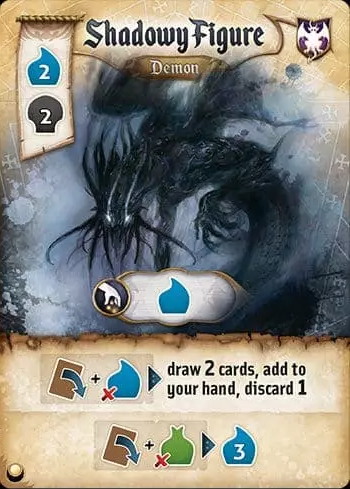 Shadowy Figure
Demon
2
2
+
draw 2 cards, add to
your hand, discard 1
+
3